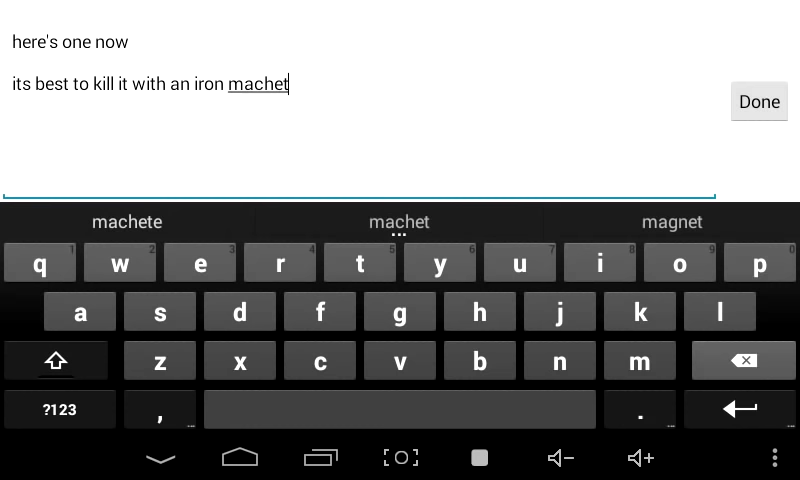 here's one now
its best to kill it with an iron machet
Done
machete machet magnet
q 1 w 2 e 3 r 4 t 5 y 6 u 7 i 8 o 9 p 0
a s d f g h j k l
z x c v b n m
?123 , ... . ...